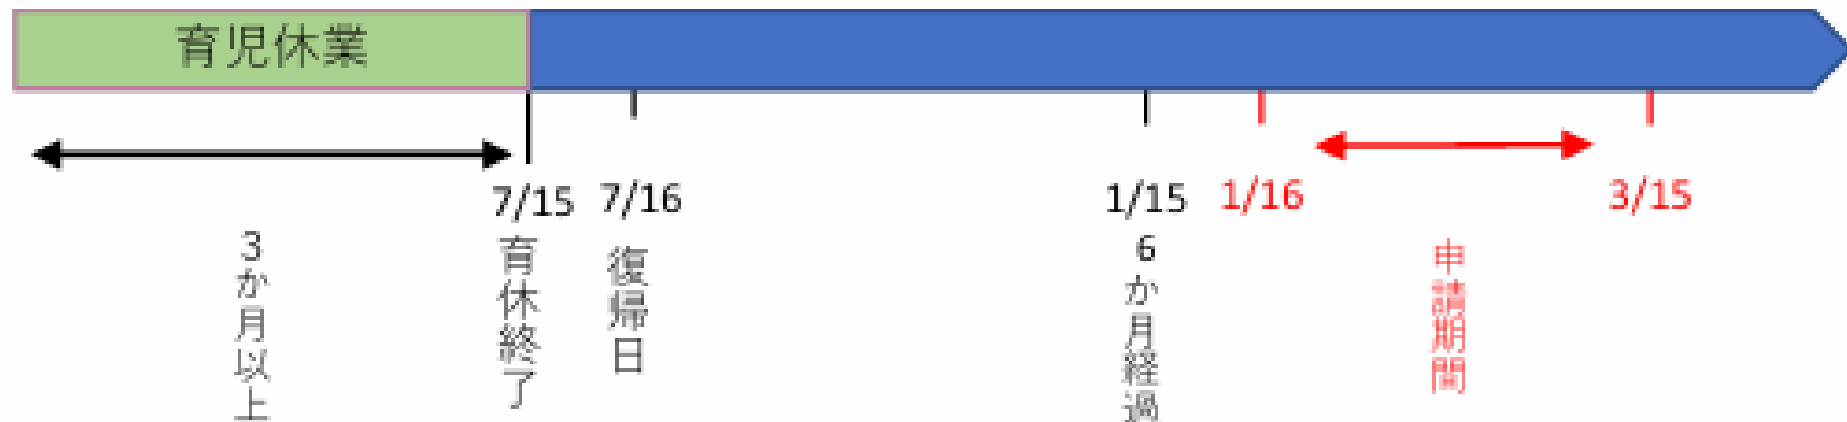 育児休業
7/15
7/16
1/15
1/16
3/15
3か月以上
育休終了
復帰日
6か月経過
申請期間